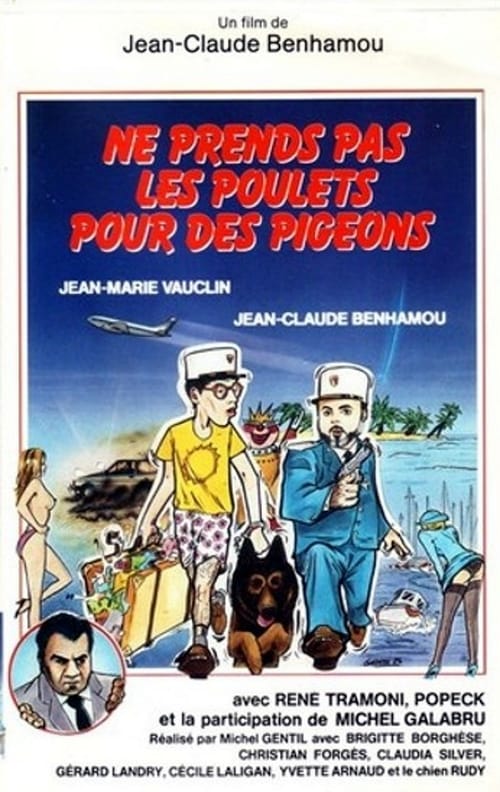 Un film de
Jean-Claude Benhamou
NE PRENDS PAS
LES POULETS
POUR DES PIGEONS
JEAN-MARIE VAUCLIN
JEAN-CLAUDE BENHAMOU
avec RENÉ TRAMONI, POPECK
et la participation de MICHEL GALABRU
Réalisé par Michel GENTIL avec BRIGITTE BORGHÈSE,
CHRISTIAN FORGÈS, CLAUDIA SILVER,
GÉRARD LANDRY, CÉCILE LALIGAN, YVETTE ARNAUD et le chien RUDY